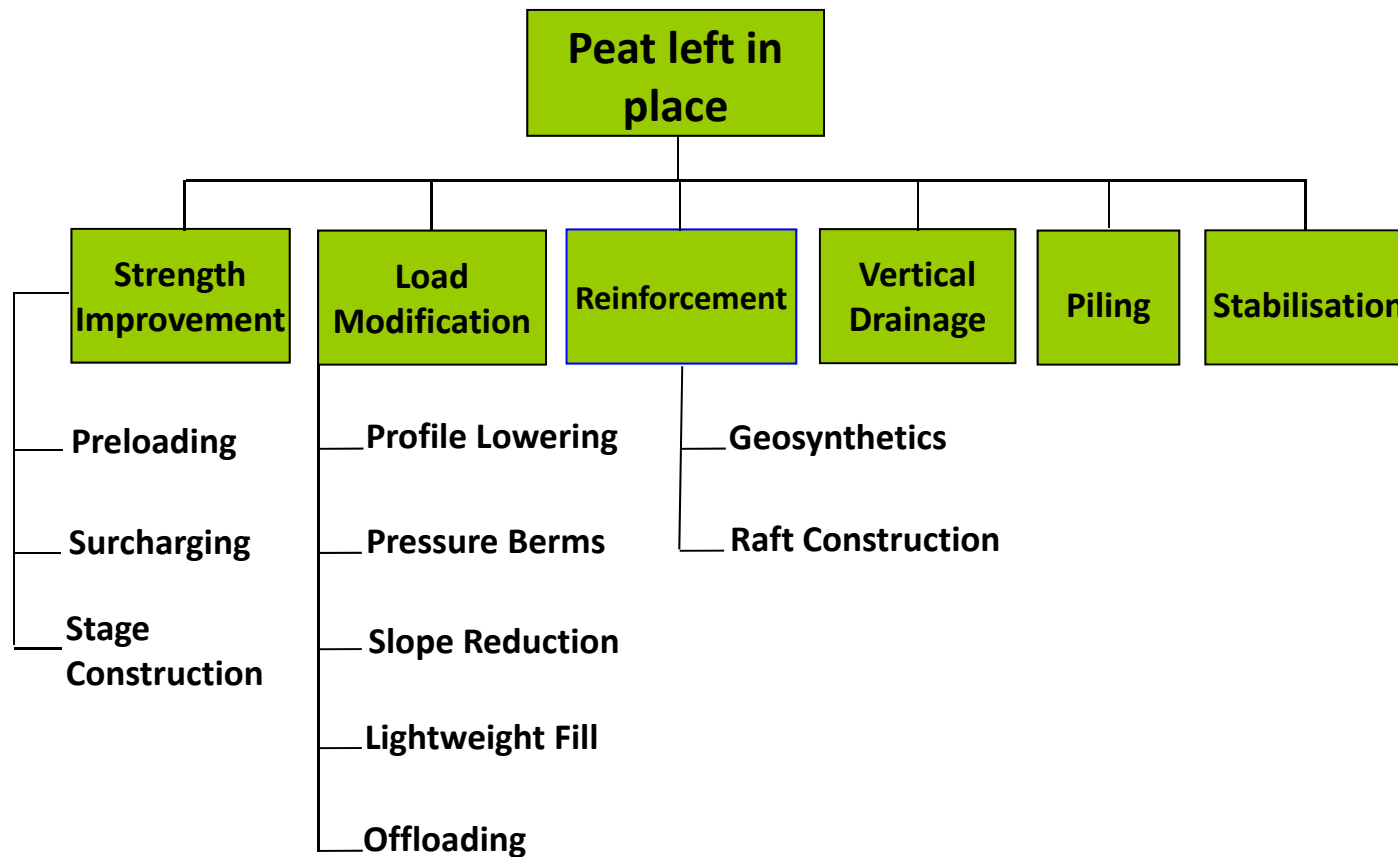 Peat left in
place
Strength
Improvement
Load
Modification
Reinforcement
Vertical
Drainage
Piling
Stabilisation
Preloading
Surcharging
Stage
Construction
Profile Lowering
Pressure Berms
Slope Reduction
Lightweight Fill
Offloading
Geosynthetics
Raft Construction